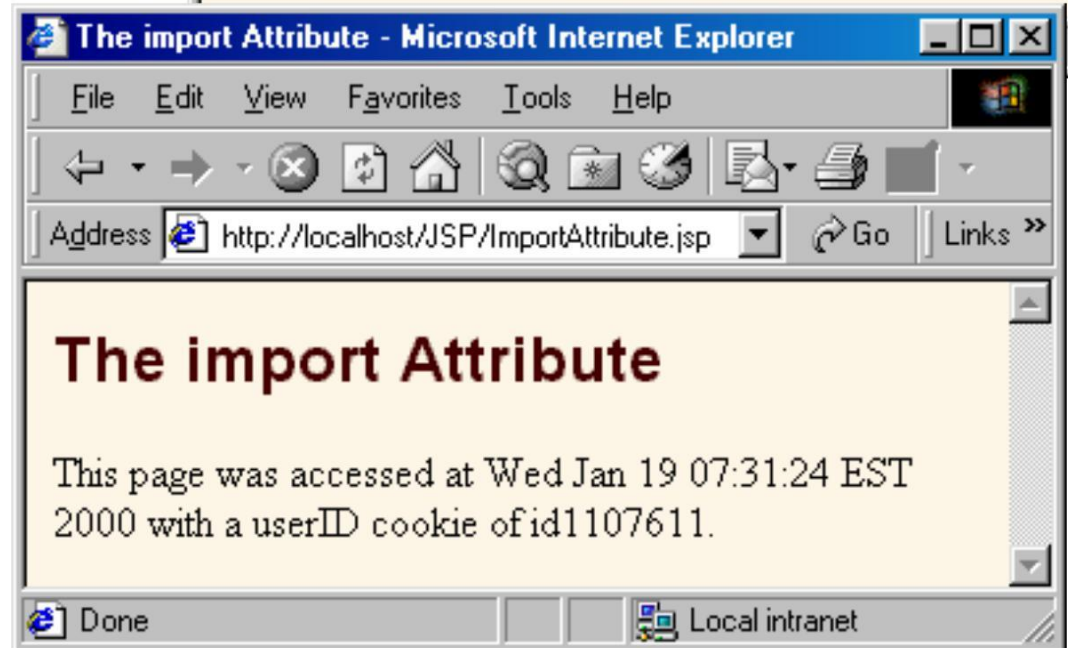 The import Attribute - Microsoft Internet Explorer
File Edit View Favorites Tools Help
Address http://localhost/JSP/ImportAttribute.jsp Go Links »
The import Attribute
This page was accessed at Wed Jan 19 07:31:24 EST
2000 with a userID cookie of id1107611.
Done Local intranet